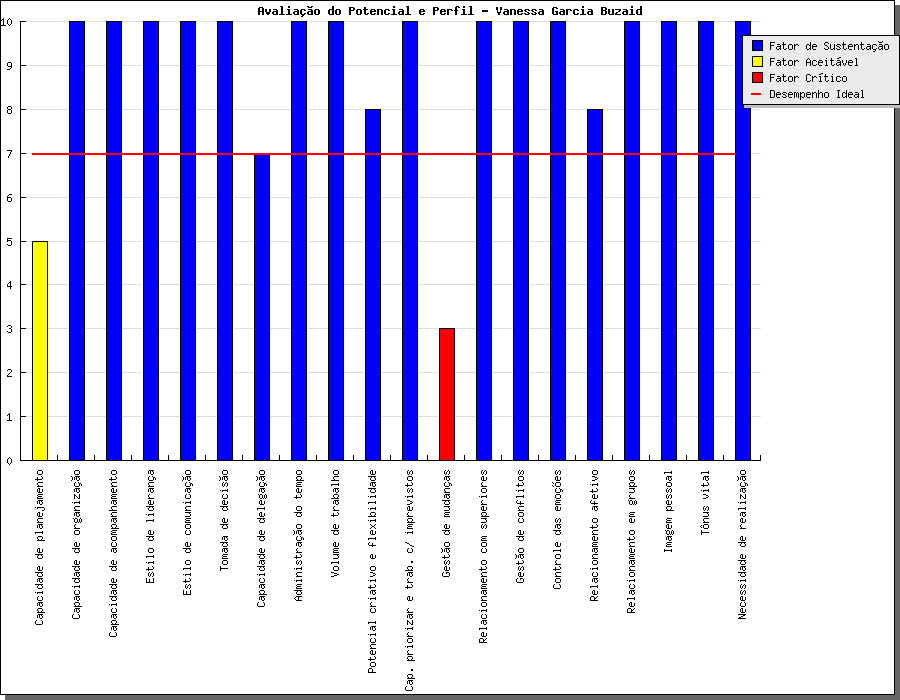 Avaliação do Potencial e Perfil - Vanessa Garcia Buzaid
Fator de Sustentação
Fator Aceitável
Fator Crítico
Desempenho Ideal
10
9
8
7
6
5
4
3
2
1
0
Capacidade de planejamento
Capacidade de organização
Capacidade de acompanhamento
Estilo de liderança
Estilo de comunicação
Tomada de decisão
Capacidade de delegação
Administração do tempo
Volume de trabalho
Potencial criativo e flexibilidade
Cap. priorizar e trab. c/ imprevistos
Gestão de mudanças
Relacionamento com superiores
Gestão de conflitos
Controle das emoções
Relacionamento afetivo
Relacionamento em grupos
Imagem pessoal
Tônus vital
Necessidade de realização